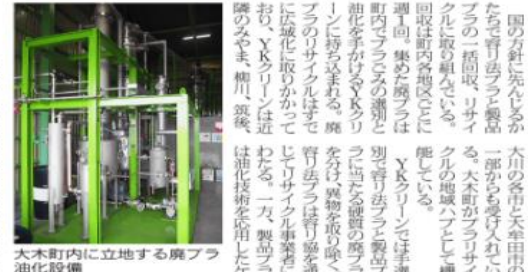 国の方針に先んじるか
たちで容リ法プラと製品
プラの一括回収、リサイ
クルに取り組んでいる。
回収は町内各地区ごとに
週1回。集めた廃プラは
町内でプラごみの選別と
油化を手がけるYKクリ
ーンに持ち込まれる。廃
プラのリサイクルはすで
に広域化に取りかかって
おり、YKクリーンは近
隣のみやま、柳川、筑後、
大川の各市と大牟田市の
一部からも受け入れてい
る。大木町がプラリサイ
クルの地域ハブとして機
能している。
YKクリーンでは手選
別で容リ法プラと製品プ
ラに当たる硬質の廃プラ
を分け、異物を取り除く。
容リ法プラは容リ協を通
じてリサイクル事業者に
わたる。一方、製品プラ
は油化技術を応用したケ
大木町内に立地する廃プラ
油化設備